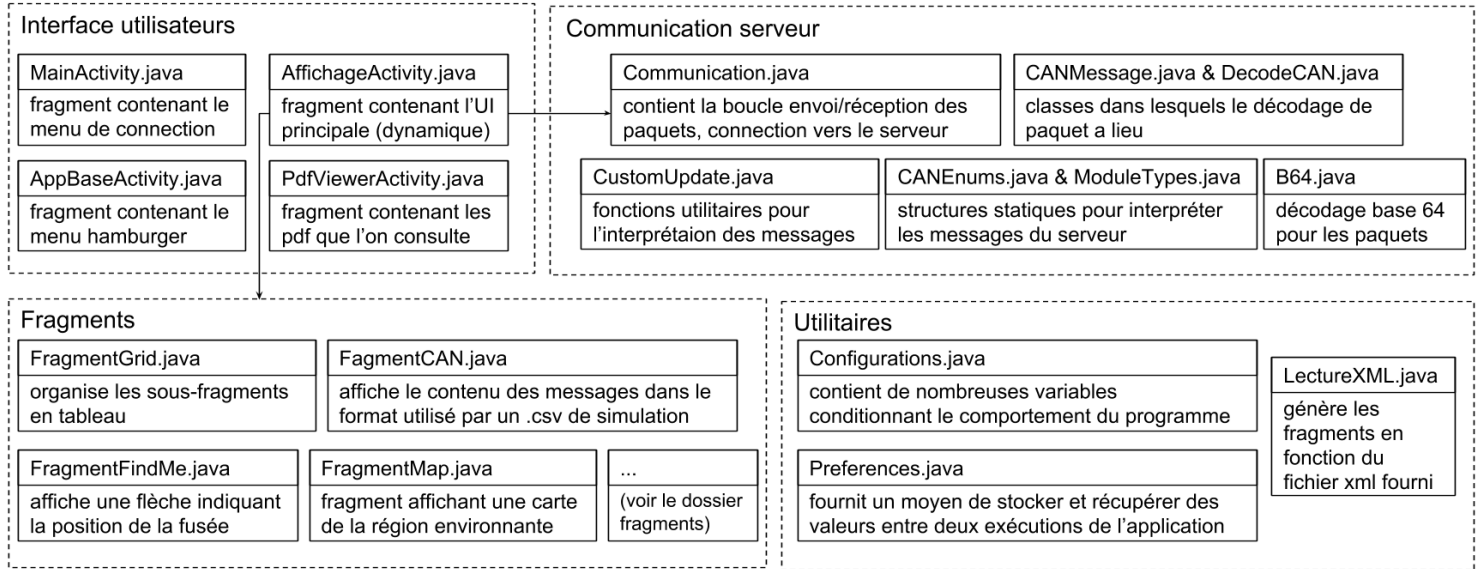 Interface utilisateurs
MainActivity.java
fragment contenant le
menu de connection
AffichageActivity.java
fragment contenant l'UI
principale (dynamique)
AppBaseActivity.java
fragment contenant le
menu hamburger
PdfViewerActivity.java
fragment contenant les
pdf que l'on consulte
Communication serveur
Communication.java
contient la boucle envoi/réception des
paquets, connection vers le serveur
CANMessage.java & DecodeCAN.java
classes dans lesquels le décodage de
paquet a lieu
CustomUpdate.java
fonctions utilitaires pour
l'interprétaion des messages
CANEnums.java & ModuleTypes.java
structures statiques pour interpréter
les messages du serveur
B64.java
décodage base 64
pour les paquets
Fragments
FragmentGrid.java
organise les sous-fragments
en tableau
FagmentCAN.java
affiche le contenu des messages dans le
format utilisé par un .csv de simulation
FragmentFindMe.java
affiche une flèche indiquant
la position de la fusée
FragmentMap.java
fragment affichant une carte
de la région environnante
...
(voir le dossier
fragments)
Utilitaires
Configurations.java
contient de nombreuses variables
conditionnant le comportement du programme
Preferences.java
fournit un moyen de stocker et récupérer des
valeurs entre deux exécutions de l'application
LectureXML.java
génère les
fragments en
fonction du
fichier xml fourni